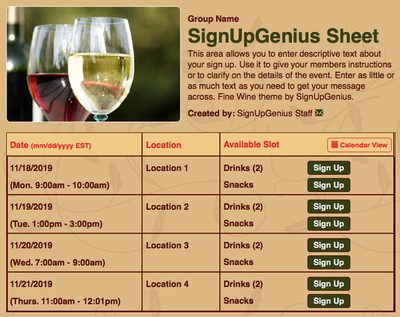 Group Name
SignUpGenius Sheet
This area allows you to enter descriptive text about
your sign up. Use it to give your members instructions
or to clarify on the details of the event. Enter as little or
as much text as you need to get your message
across. Fine Wine theme by SignUpGenius.
Created by: SignUpGenius Staff
Date (mm/dd/yyyy EST) Location Available Slot Calendar View
11/18/2019 Location 1 Drinks (2) Sign Up
(Mon. 9:00am - 10:00am) Snacks Sign Up
11/19/2019 Location 2 Drinks (2) Sign Up
(Tue. 1:00pm - 3:00pm) Snacks Sign Up
11/20/2019 Location 3 Drinks (2) Sign Up
(Wed. 7:00am - 9:00am) Snacks Sign Up
11/21/2019 Location 4 Drinks (2) Sign Up
(Thurs. 11:00am - 12:01pm) Snacks Sign Up